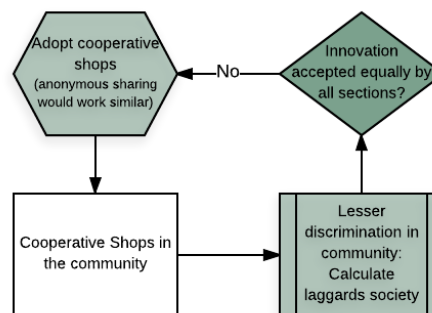 Adopt cooperative
shops
(anonymous sharing
would work similar)
No
Innovation
accepted equally by
all sections?
Cooperative Shops in
the community
Lesser
discrimination in
community:
Calculate
laggards society